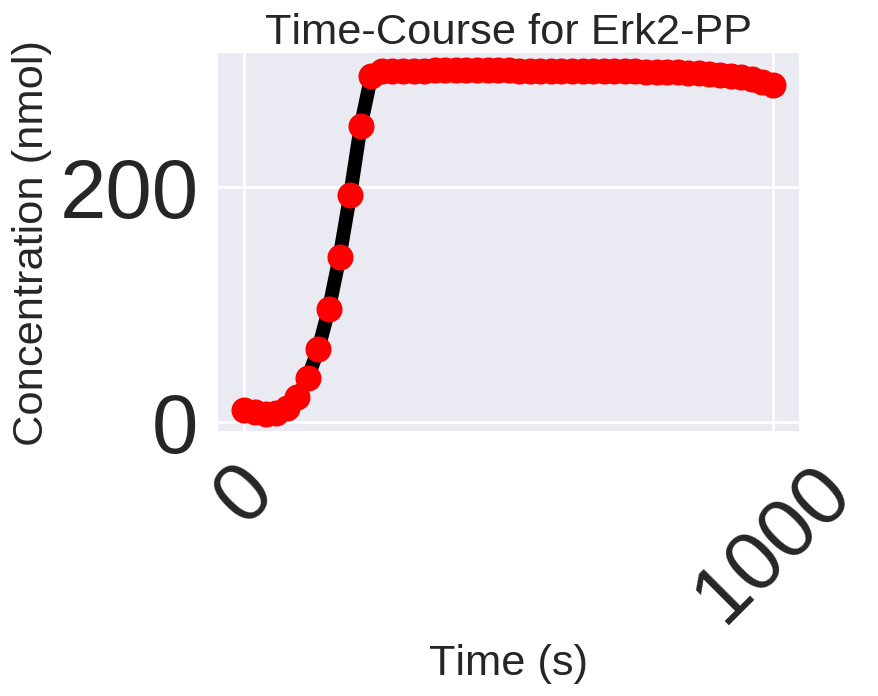 Time-Course for Erk2-PP
Concentration (nmol)
200
0
0
1000
Time (s)